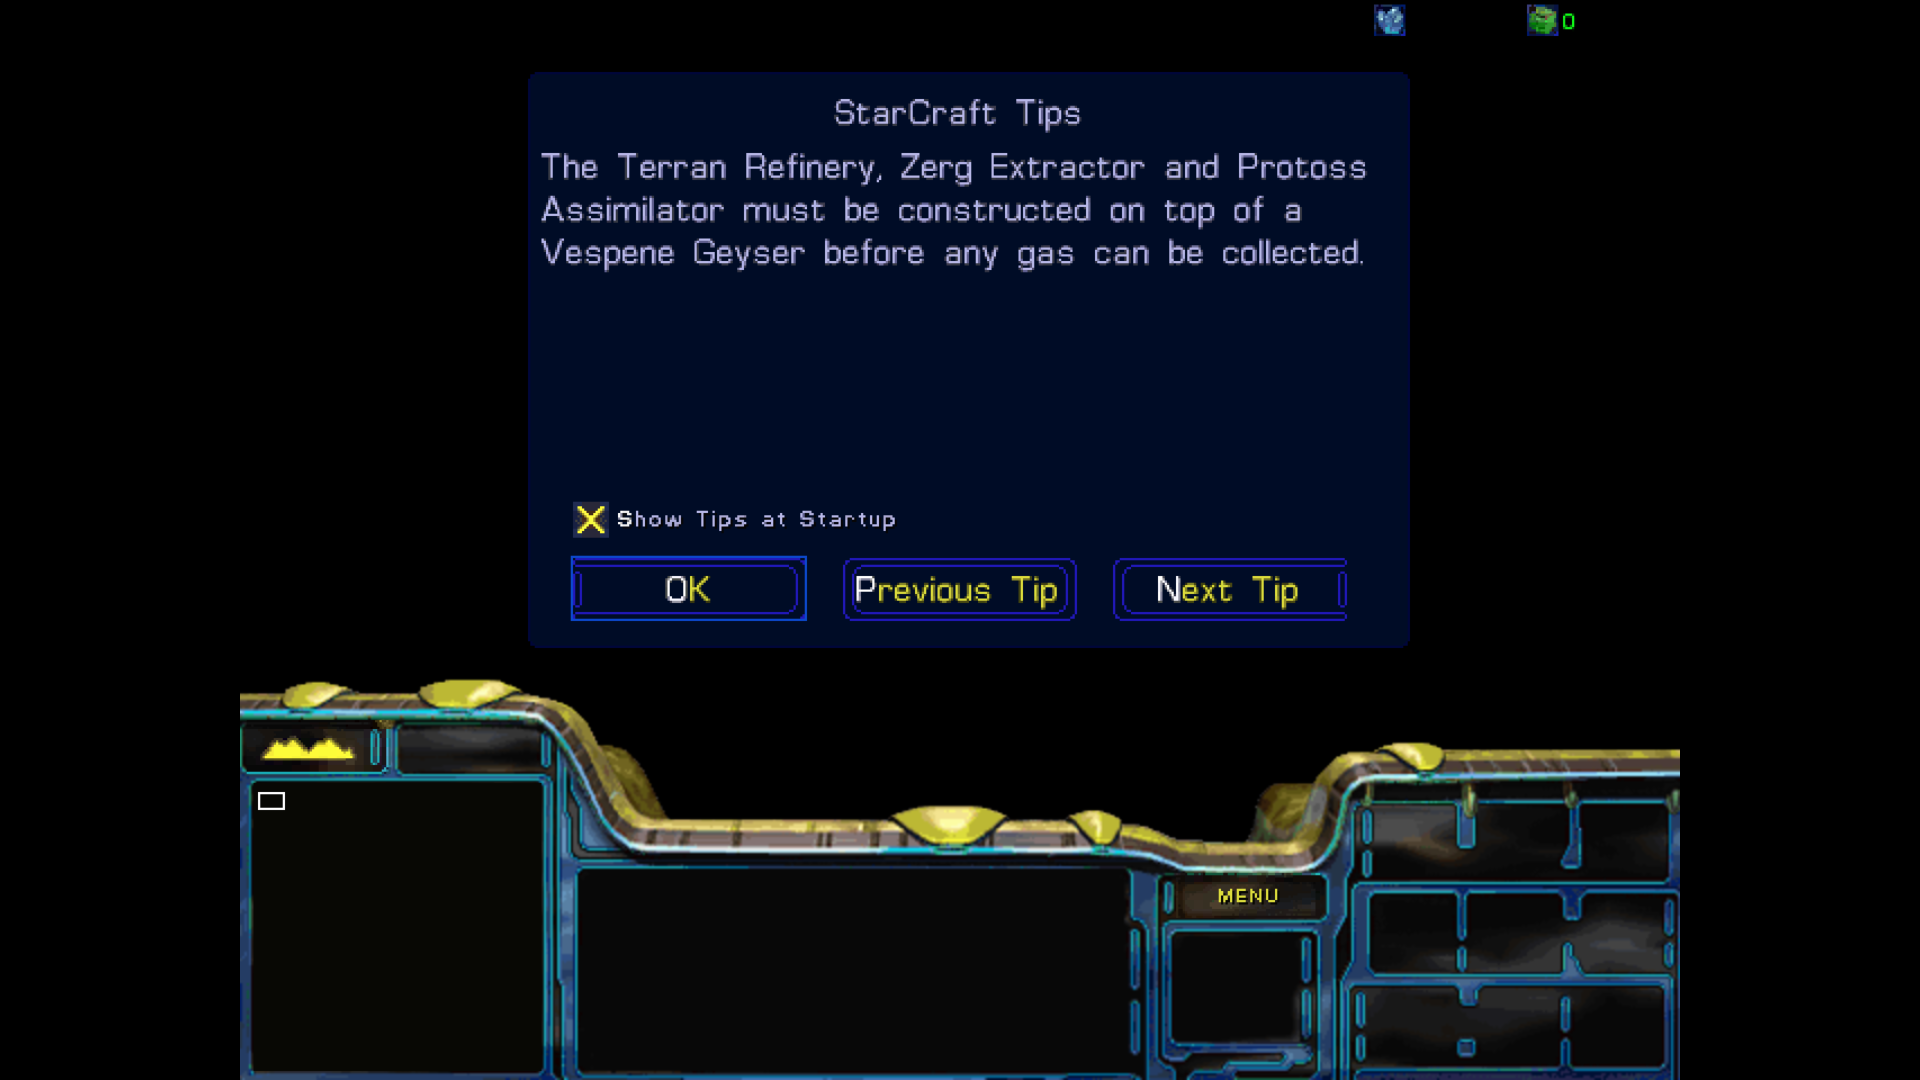 0
StarCraft Tips
The Terran Refinery, Zerg Extractor and Protoss
Assimilator must be constructed on top of a
Vespene Geyser before any gas can be collected.
Show Tips at Startup
OK
Previous Tip
Next Tip
MENU